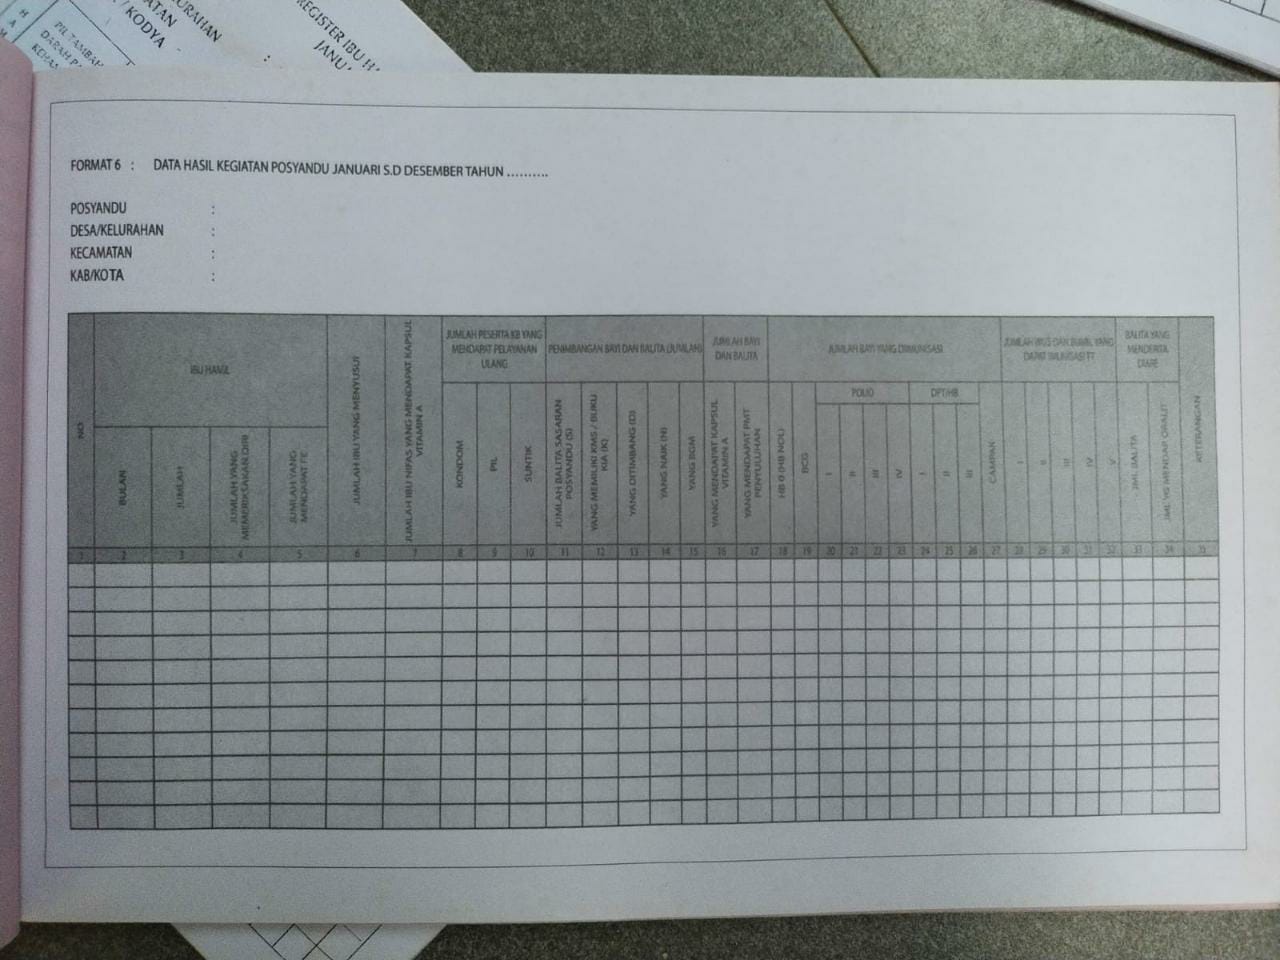 ATAN
/ KODYA
URAHAN
:
REGISTER IBU H
JANU
PIL TAMBAH
DARAH
FORMAT 6 : DATA HASIL KEGIATAN POSYANDU JANUARI S.D DESEMBER TAHUN ..........
POSYANDU :
DESA/KELURAHAN :
KECAMATAN :
KAB/KOTA :
NO
IBU HAMIL
BULAN
JUMLAH
JUMLAH YANG
MEMERIKSAKAN DIRI
JUMLAH YANG
MENDAPAT FE
JUMLAH IBU YANG MENYUSUI
JUMLAH IBU NIFAS YANG MENDAPAT KAPSUL
VITAMIN A
JUMLAH PESERTA KB YANG
MENDAPAT PELAYANAN
ULANG
KONDOM
PIL
SUNTIK
PENIMBANGAN BAYI DAN BALITA (JUMLAH)
JUMLAH BALITA SASARAN
POSYANDU (S)
YANG MEMILIKI KMS / BUKU
KIA (K)
YANG DITIMBANG (D)
YANG NAIK (N)
YANG BGM
JUMLAH BAYI
DAN BALITA
YANG MENDAPAT KAPSUL
VITAMIN A
YANG MENDAPAT PMT
PENYULUHAN
JUMLAH BAYI YANG DIIMUNISASI
HB 0 (HB NOL)
BCG
POLIO
I
II
III
IV
DPT/HB
I
II
III
CAMPAK
JUMLAH WUS DAN BUMIL YANG
DAPAT IMUNISASI TT
I
II
III
IV
V
BALITA YANG
MENDERITA
DIARE
JML BALITA
JML YG MENDAP ORALIT
KETERANGAN
1 2 3 4 5 6 7 8 9 10 11 12 13 14 15 16 17 18 19 20 21 22 23 24 25 26 27 28 29 30 31 32 33 34 35